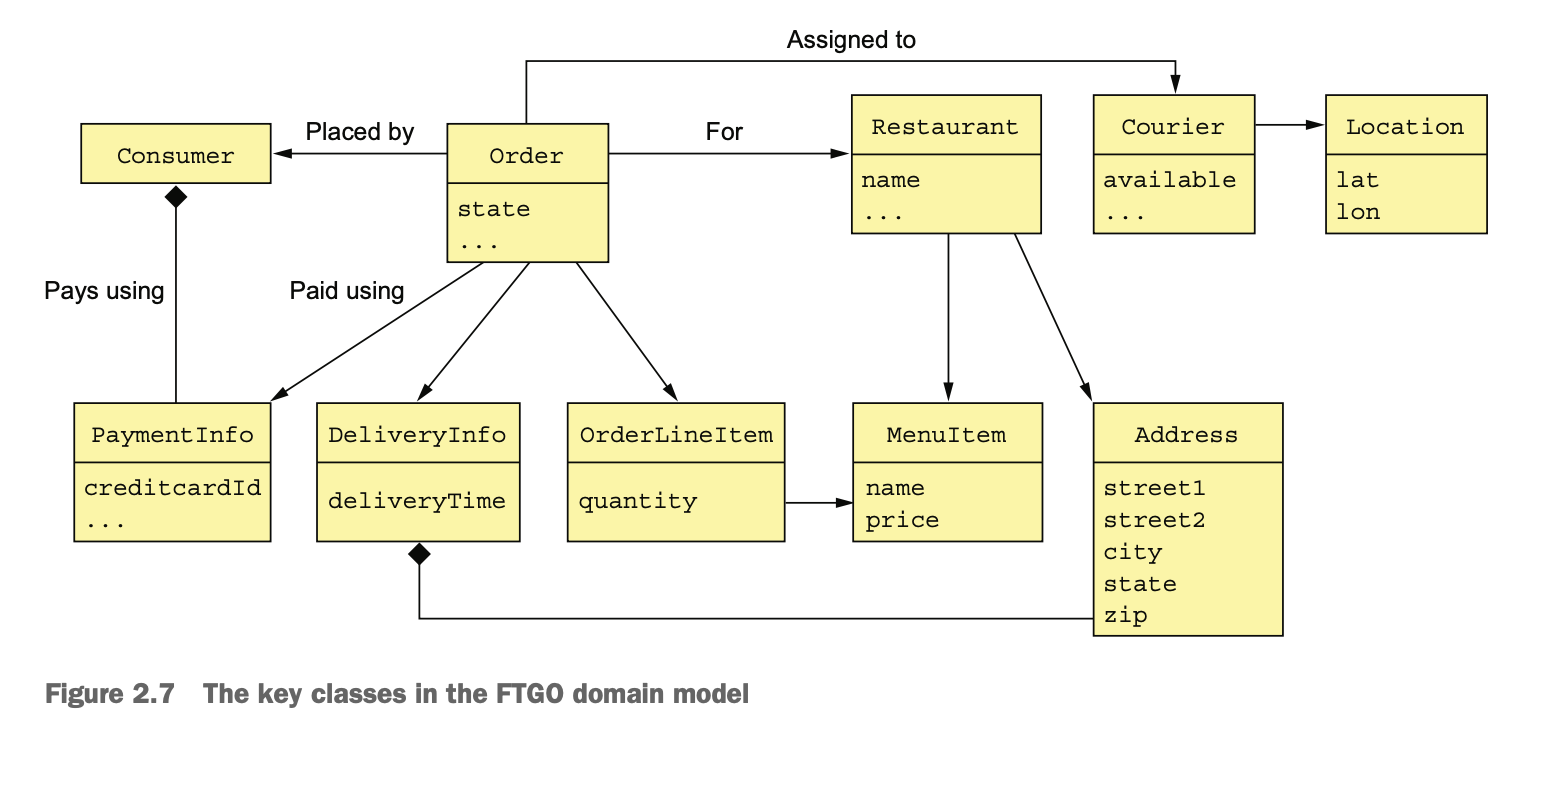 Assigned to
Consumer
Placed by
Order
state
...
For
Restaurant
name
...
Courier
available
...
Location
lat
lon
Pays using
Paid using
PaymentInfo
creditcardId
...
DeliveryInfo
deliveryTime
OrderLineItem
quantity
MenuItem
name
price
Address
street1
street2
city
state
zip
Figure 2.7 The key classes in the FTGO domain model